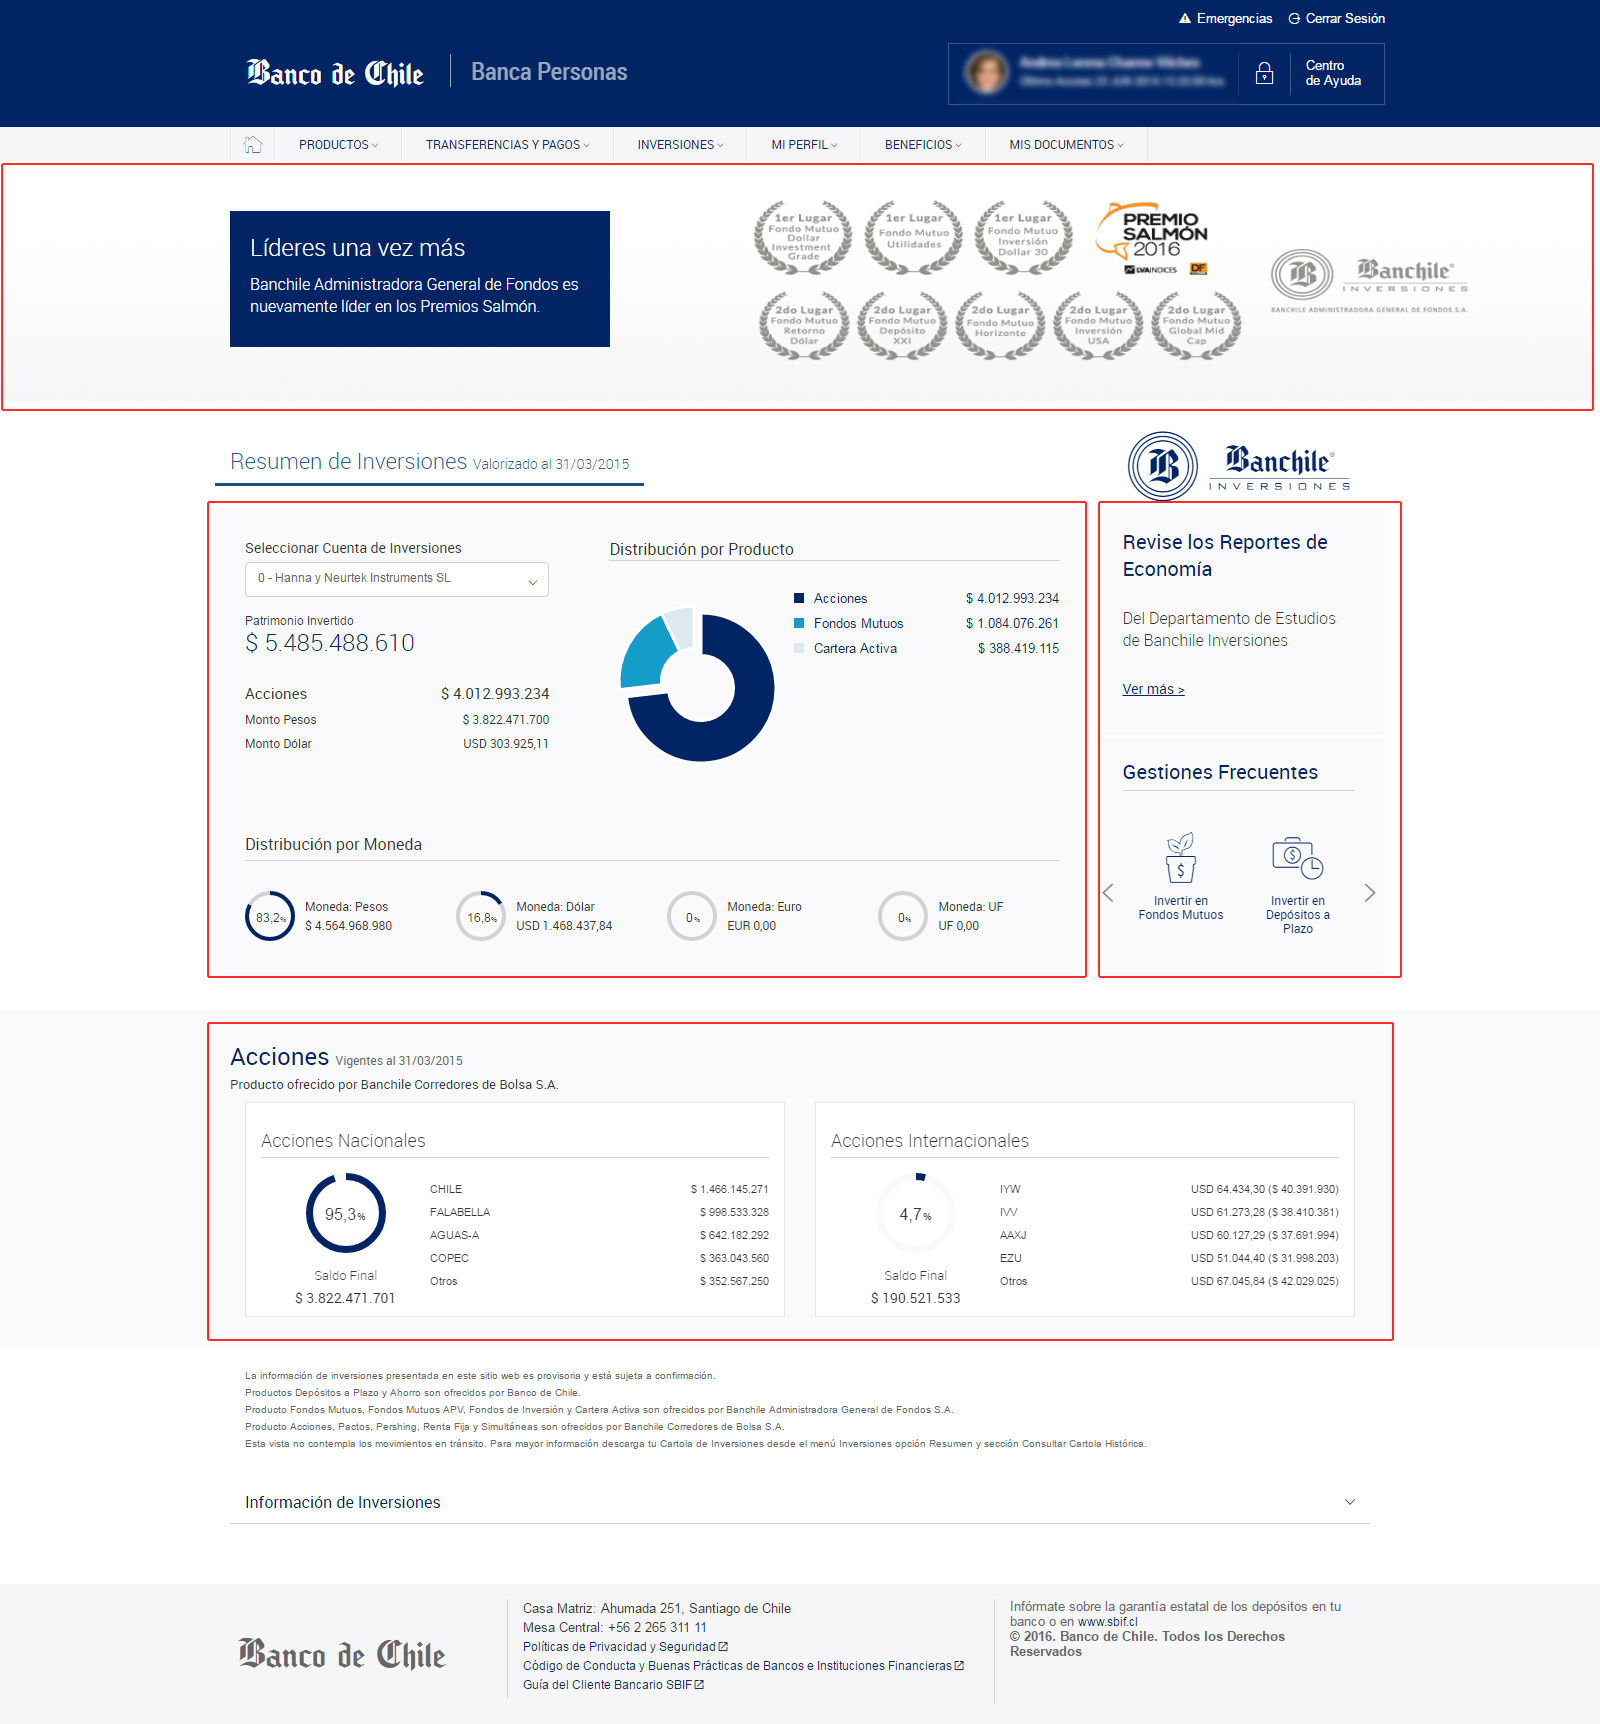 Emergencias
Cerrar Sesión
Banco de Chile
Banca Personas
Centro
de Ayuda
PRODUCTOS
TRANSFERENCIAS Y PAGOS
INVERSIONES
MI PERFIL
BENEFICIOS
MIS DOCUMENTOS
Líderes una vez más
Banchile Administradora General de Fondos es
nuevamente líder en los Premios Salmón.
1er Lugar
Fondo Mutuo
Dollar
Investment
Grade
1er Lugar
Fondo Mutuo
Utilidades
1er Lugar
Fondo Mutuo
Inversión
Dollar 30
PREMIO
SALMÓN
2016
LVAINDICES
DF
2do Lugar
Fondo Mutuo
Retorno
Dólar
2do Lugar
Fondo Mutuo
Depósito
XXI
2do Lugar
Fondo Mutuo
Horizonte
2do Lugar
Fondo Mutuo
Inversión
USA
2do Lugar
Fondo Mutuo
Global Mid
Cap
B
Banchile®
INVERSIONES
BANCHILE ADMINISTRADORA GENERAL DE FONDOS S.A.
Resumen de Inversiones Valorizado al 31/03/2015
B
Banchile®
INVERSIONES
Seleccionar Cuenta de Inversiones
0 - Hanna y Neurtek Instruments SL
Patrimonio Invertido
$ 5.485.488.610
Acciones $ 4.012.993.234
Monto Pesos $ 3.822.471.700
Monto Dólar USD 303.925,11
Distribución por Producto
Acciones $ 4.012.993.234
Fondos Mutuos $ 1.084.076.261
Cartera Activa $ 388.419.115
Distribución por Moneda
83,2%
Moneda: Pesos
$ 4.564.968.980
16,8%
Moneda: Dólar
USD 1.468.437,84
0%
Moneda: Euro
EUR 0,00
0%
Moneda: UF
UF 0,00
Revise los Reportes de
Economía
Del Departamento de Estudios
de Banchile Inversiones
Ver más >
Gestiones Frecuentes
Invertir en
Fondos Mutuos
Invertir en
Depósitos a
Plazo
Acciones Vigentes al 31/03/2015
Producto ofrecido por Banchile Corredores de Bolsa S.A.
Acciones Nacionales
95,3%
Saldo Final
$ 3.822.471.701
CHILE $ 1.466.145.271
FALABELLA $ 998.533.328
AGUAS-A $ 642.182.292
COPEC $ 363.043.560
Otros $ 352.567.250
Acciones Internacionales
4,7%
Saldo Final
$ 190.521.533
IYW USD 64.434,30 ($ 40.391.930)
IVV USD 61.273,28 ($ 38.410.381)
AAXJ USD 60.127,29 ($ 37.691.994)
EZU USD 51.044,40 ($ 31.998.203)
Otros USD 67.045,84 ($ 42.029.025)
La información de inversiones presentada en este sitio web es provisoria y está sujeta a confirmación.
Productos Depósitos a Plazo y Ahorro son ofrecidos por Banco de Chile.
Producto Fondos Mutuos, Fondos Mutuos APV, Fondos de Inversión y Cartera Activa son ofrecidos por Banchile Administradora General de Fondos S.A.
Producto Acciones, Pactos, Pershing, Renta Fija y Simultáneas son ofrecidos por Banchile Corredores de Bolsa S.A.
Esta vista no contempla los movimientos en tránsito. Para mayor información descarga tu Cartola de Inversiones desde el menú Inversiones opción Resumen y sección Consultar Cartola Histórica.
Información de Inversiones
Banco de Chile
Casa Matriz: Ahumada 251, Santiago de Chile
Mesa Central: +56 2 265 311 11
Políticas de Privacidad y Seguridad
Código de Conducta y Buenas Prácticas de Bancos e Instituciones Financieras
Guía del Cliente Bancario SBIF
Infórmate sobre la garantía estatal de los depósitos en tu
banco o en www.sbif.cl
© 2016. Banco de Chile. Todos los Derechos
Reservados